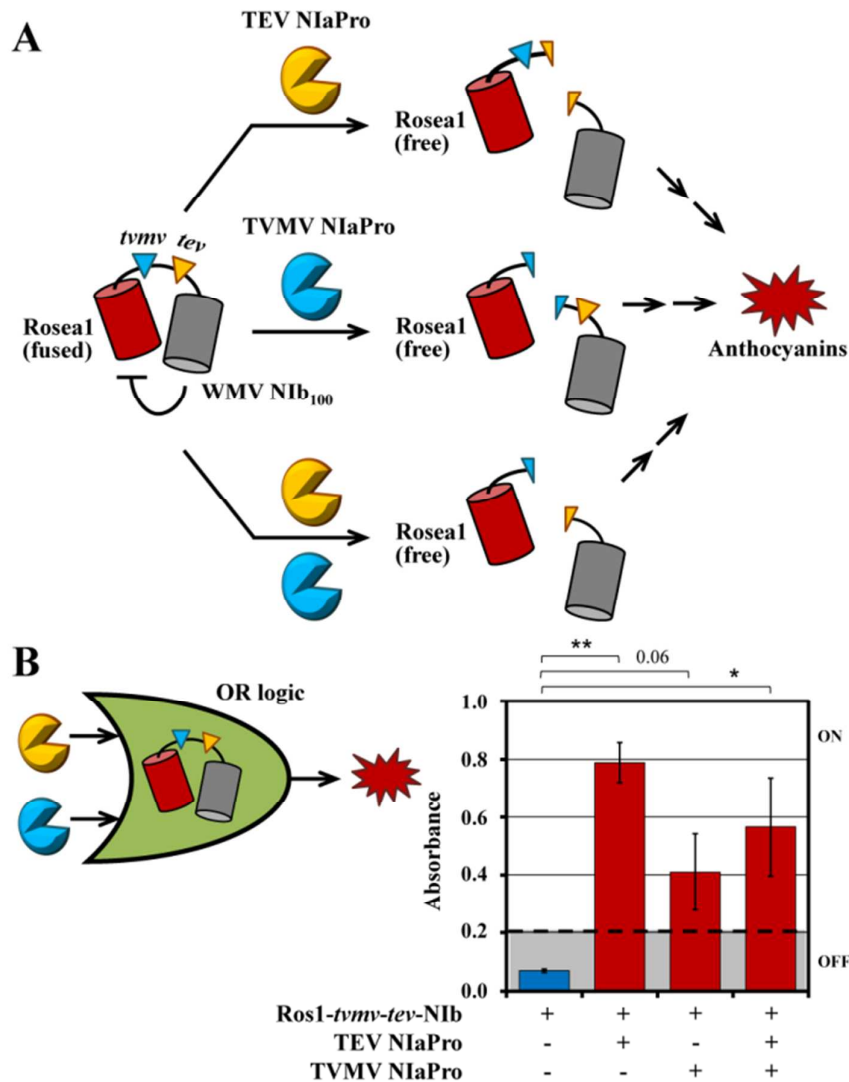 A
TEV NIaPro
Rosea1
(free)
tvmv tev
TVMV NIaPro
Rosea1
(fused)
Rosea1
(free)
Anthocyanins
WMV NIb100
Rosea1
(free)
B
OR logic
** 
0.06
*
1.0
ON
0.8
0.6
Absorbance
0.4
0.2
OFF
0.0
Ros1-tvmv-tev-NIb + + + +
TEV NIaPro - + - +
TVMV NIaPro - - + +